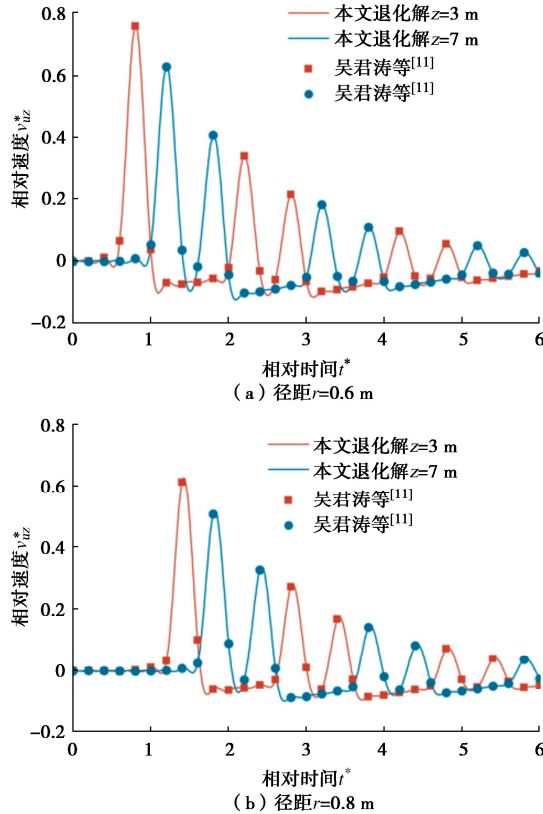 本文退化解z=3 m
本文退化解z=7 m
吴君涛等[11]
吴君涛等[11]
相对速度v*uz
0.8
0.6
0.4
0.2
0
−0.2
0 1 2 3 4 5 6
相对时间t*
（a）径距r=0.6 m
本文退化解z=3 m
本文退化解z=7 m
吴君涛等[11]
吴君涛等[11]
相对速度v*uz
0.8
0.6
0.4
0.2
0
−0.2
0 1 2 3 4 5 6
相对时间t*
（b）径距r=0.8 m